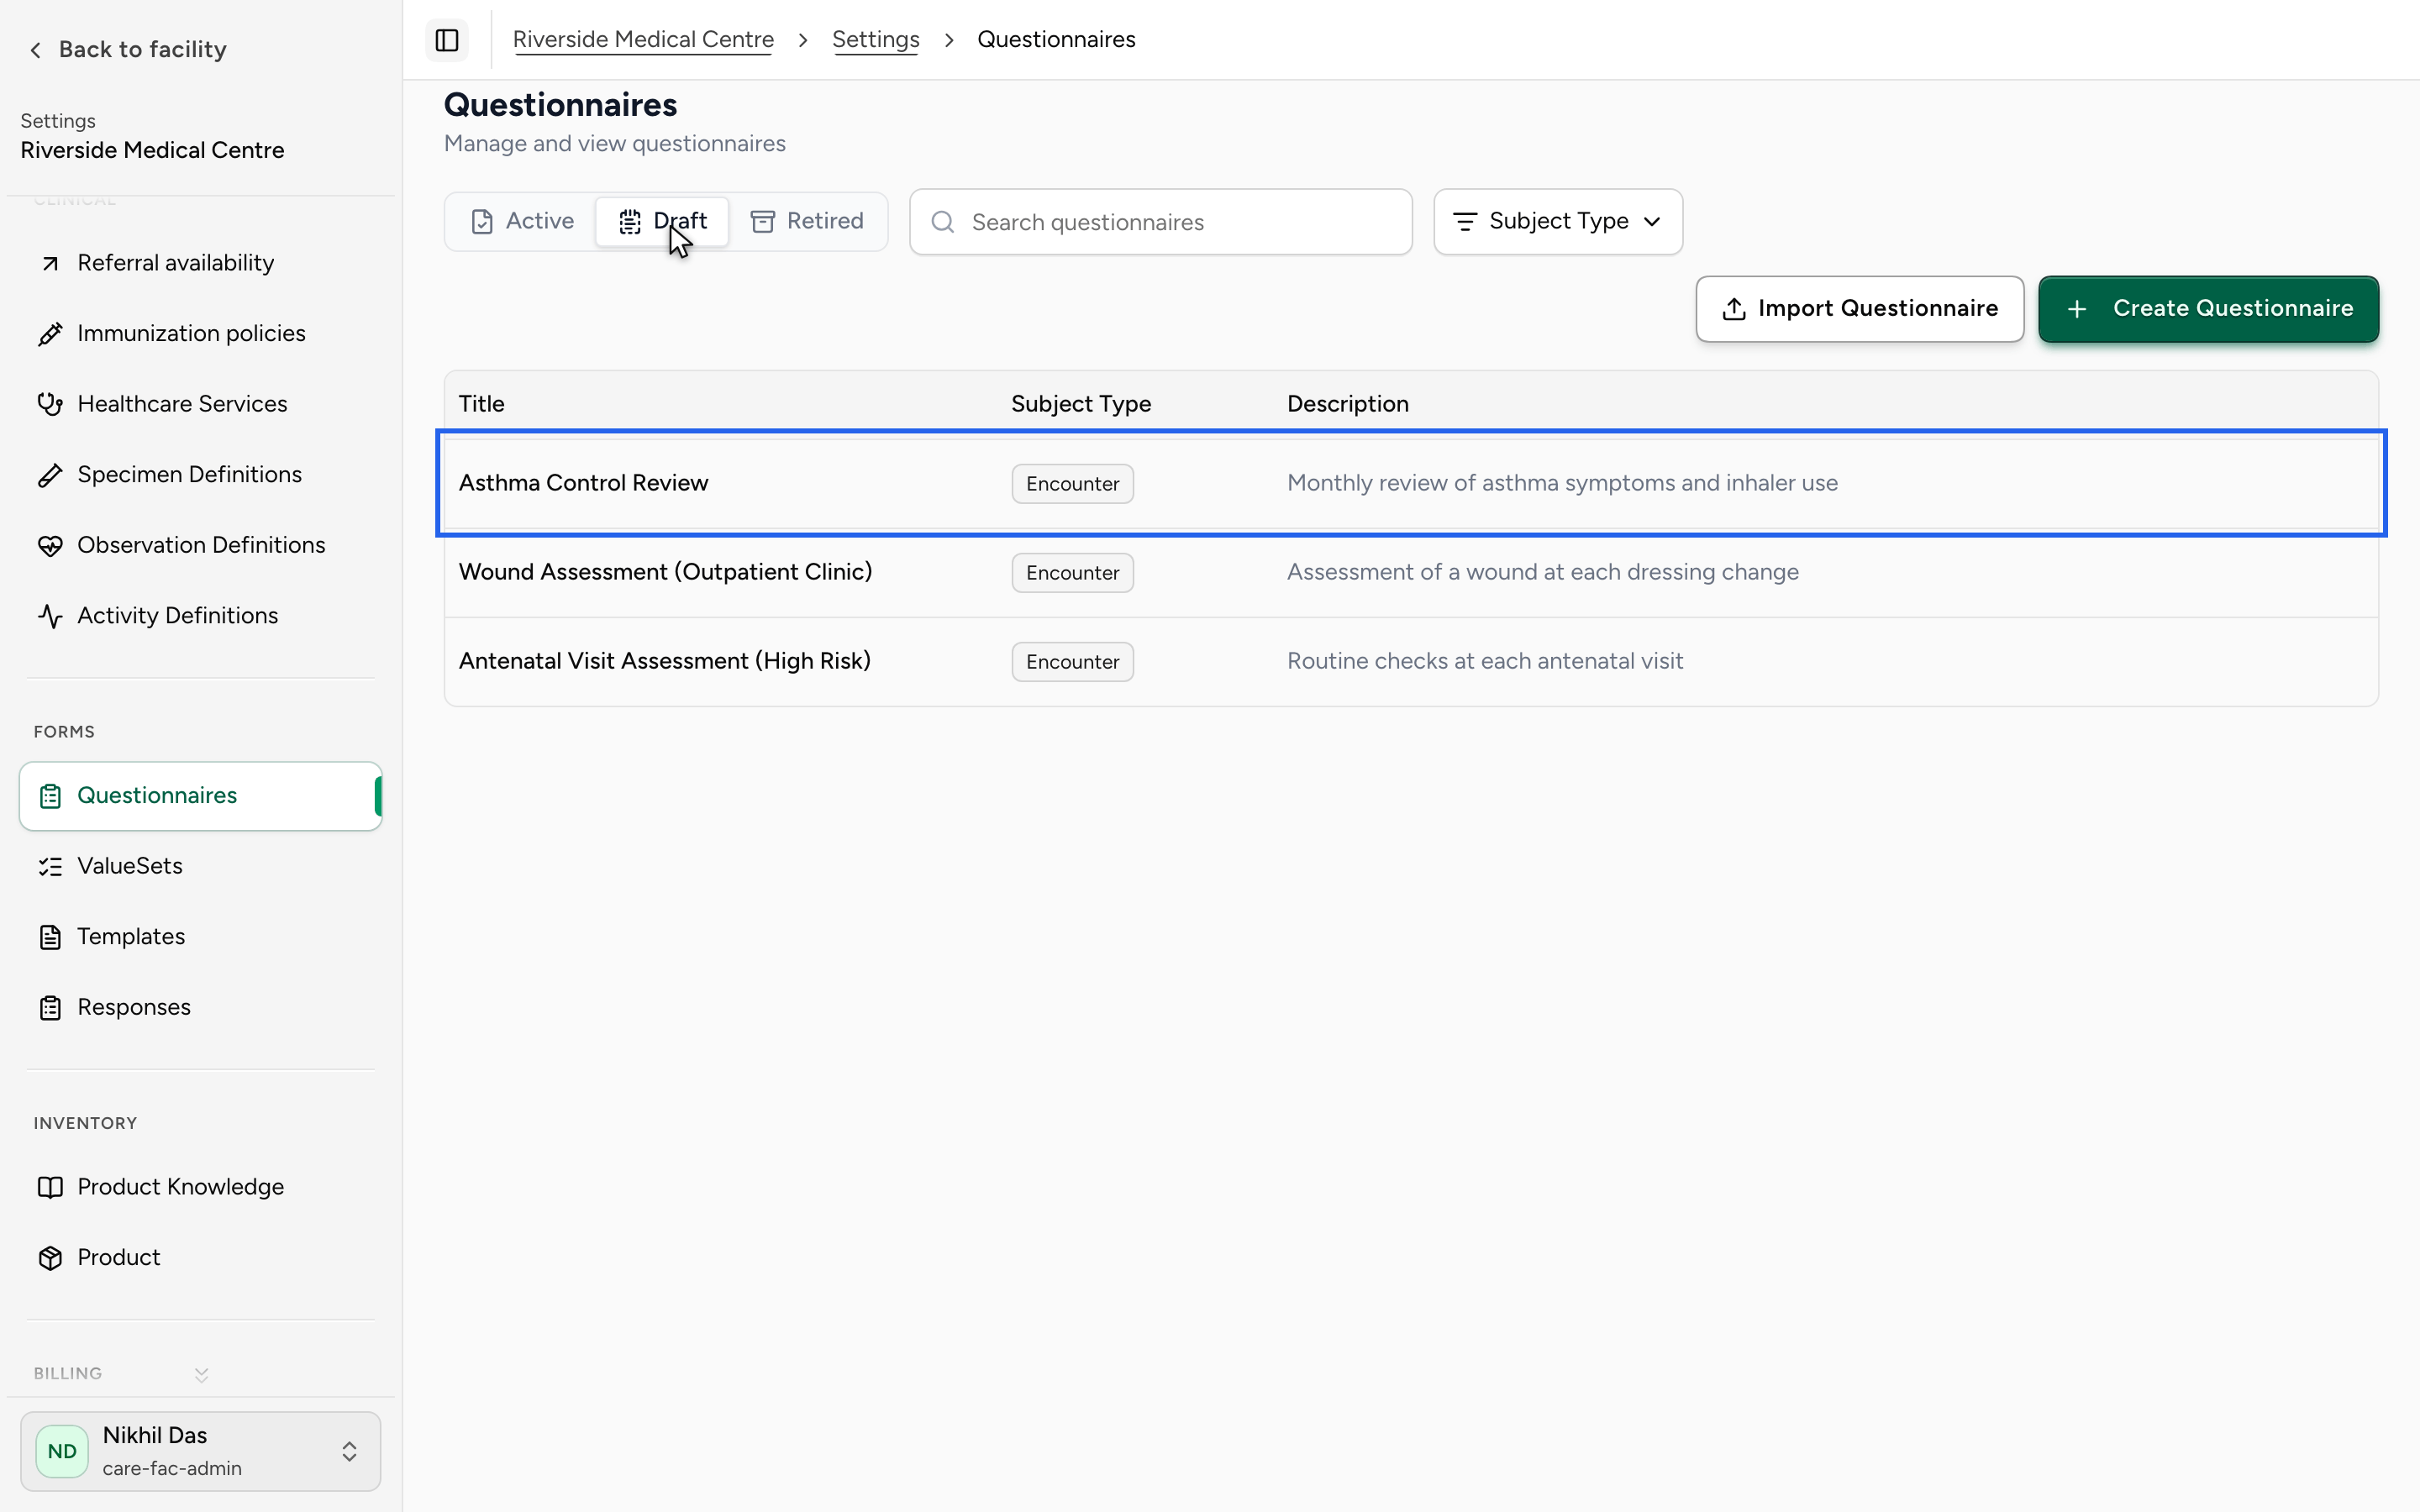 Back to facility
Settings
Riverside Medical Centre
CLINICAL
Referral availability
Immunization policies
Healthcare Services
Specimen Definitions
Observation Definitions
Activity Definitions
FORMS
Questionnaires
ValueSets
Templates
Responses
INVENTORY
Product Knowledge
Product
BILLING
ND
Nikhil Das
care-fac-admin
Riverside Medical Centre > Settings > Questionnaires
Questionnaires
Manage and view questionnaires
Active Draft Retired Search questionnaires Subject Type
Import Questionnaire + Create Questionnaire
Title Subject Type Description
Asthma Control Review Encounter Monthly review of asthma symptoms and inhaler use
Wound Assessment (Outpatient Clinic) Encounter Assessment of a wound at each dressing change
Antenatal Visit Assessment (High Risk) Encounter Routine checks at each antenatal visit